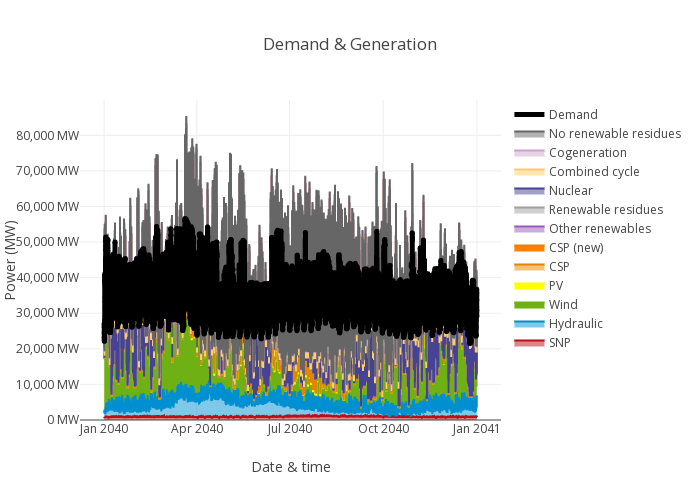 Demand & Generation
Power (MW)
80,000 MW
70,000 MW
60,000 MW
50,000 MW
40,000 MW
30,000 MW
20,000 MW
10,000 MW
0 MW
Jan 2040
Apr 2040
Jul 2040
Oct 2040
Jan 2041
Date & time
Demand
No renewable residues
Cogeneration
Combined cycle
Nuclear
Renewable residues
Other renewables
CSP (new)
CSP
PV
Wind
Hydraulic
SNP